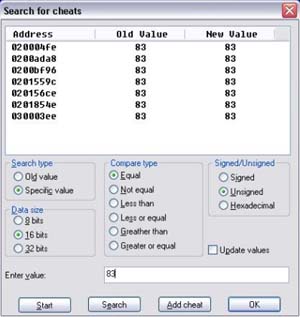 Search for cheats
Address Old Value New Value
020004fe 83 83
0200ada8 83 83
0200bf96 83 83
0201559c 83 83
020156ce 83 83
0201854e 83 83
030003ee 83 83
Search type
Old value
Specific value
Data size
8 bits
16 bits
32 bits
Compare type
Equal
Not equal
Less than
Less or equal
Greather than
Greater or equal
Signed/Unsigned
Signed
Unsigned
Hexadecimal
Update values
Enter value: 83
Start Search Add cheat OK